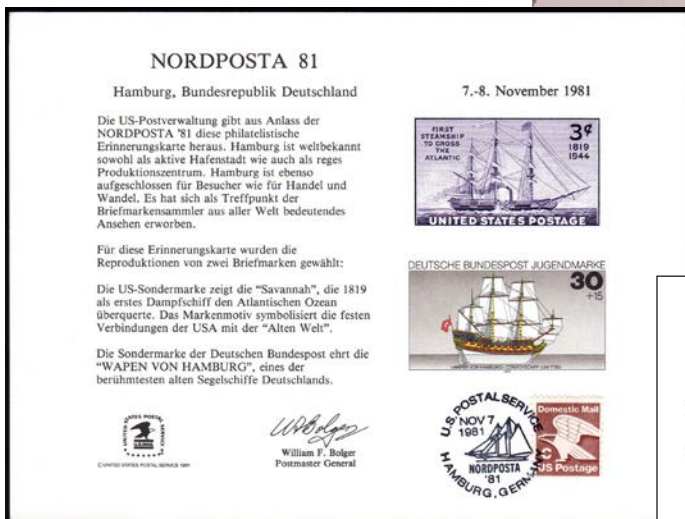 NORDPOSTA 81
Hamburg, Bundesrepublik Deutschland
7.-8. November 1981
Die US-Postverwaltung gibt aus Anlass der
NORDPOSTA '81 diese philatelistische
Erinnerungskarte heraus. Hamburg ist weltbekannt
sowohl als aktive Hafenstadt wie auch als reges
Produktionszentrum. Hamburg ist ebenso
aufgeschlossen für Besucher wie für Handel und
Wandel. Es hat sich als Treffpunkt der
Briefmarkensammler aus aller Welt bedeutendes
Ansehen erworben.
Für diese Erinnerungskarte wurden die
Reproduktionen von zwei Briefmarken gewählt:
Die US-Sondermarke zeigt die "Savannah", die 1819
als erstes Dampfschiff den Atlantischen Ozean
überquerte. Das Markenmotiv symbolisiert die festen
Verbindungen der USA mit der "Alten Welt".
Die Sondermarke der Deutschen Bundespost ehrt die
"WAPEN VON HAMBURG", eines der
berühmtesten alten Segelschiffe Deutschlands.
William F. Bolger
Postmaster General
© UNITED STATES POSTAL SERVICE 1981
FIRST
STEAMSHIP
TO CROSS
THE
ATLANTIC
3¢
1819
1944
UNITED STATES POSTAGE
DEUTSCHE BUNDESPOST JUGENDMARKE
30
+15
U.S. POSTAL SERVICE
NOV 7
1981
NORDPOSTA
'81
HAMBURG, GERMANY
Domestic Mail
US Postage